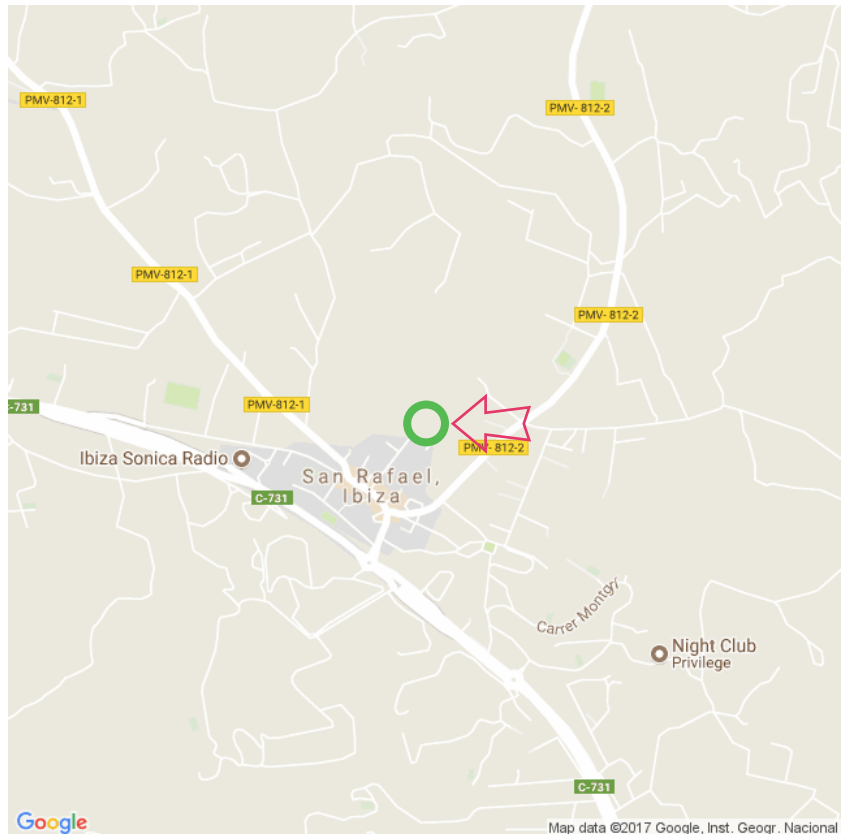 PMV-812-1
PMV- 812-2
PMV-812-1
PMV- 812-2
-731
PMV-812-1
PMV- 812-2
Ibiza Sonica Radio
San Rafael,
Ibiza
C-731
Carrer Montgrí
Night Club
Privilege
C-731
Google
Map data ©2017 Google, Inst. Geogr. Nacional